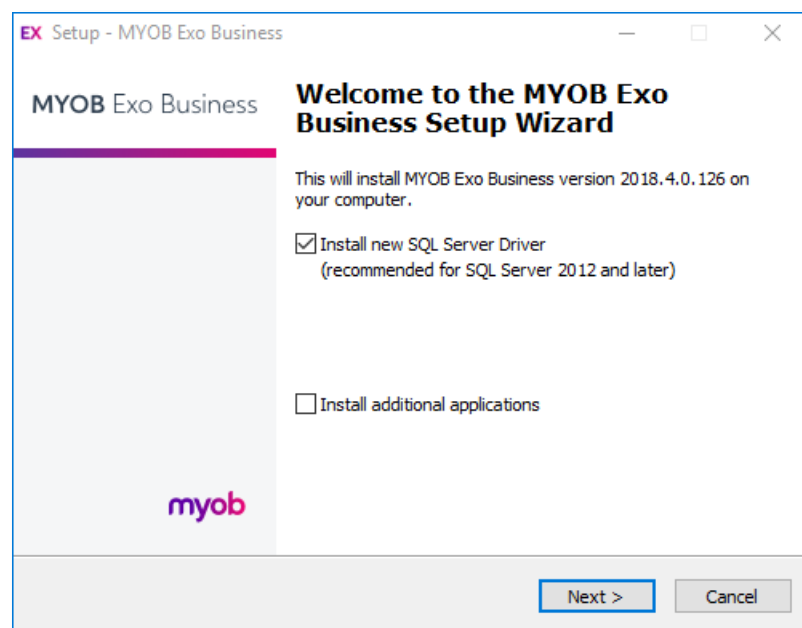 EX Setup - MYOB Exo Business
MYOB Exo Business
Welcome to the MYOB Exo
Business Setup Wizard
This will install MYOB Exo Business version 2018.4.0.126 on
your computer.
Install new SQL Server Driver
(recommended for SQL Server 2012 and later)
Install additional applications
myob
Next >
Cancel